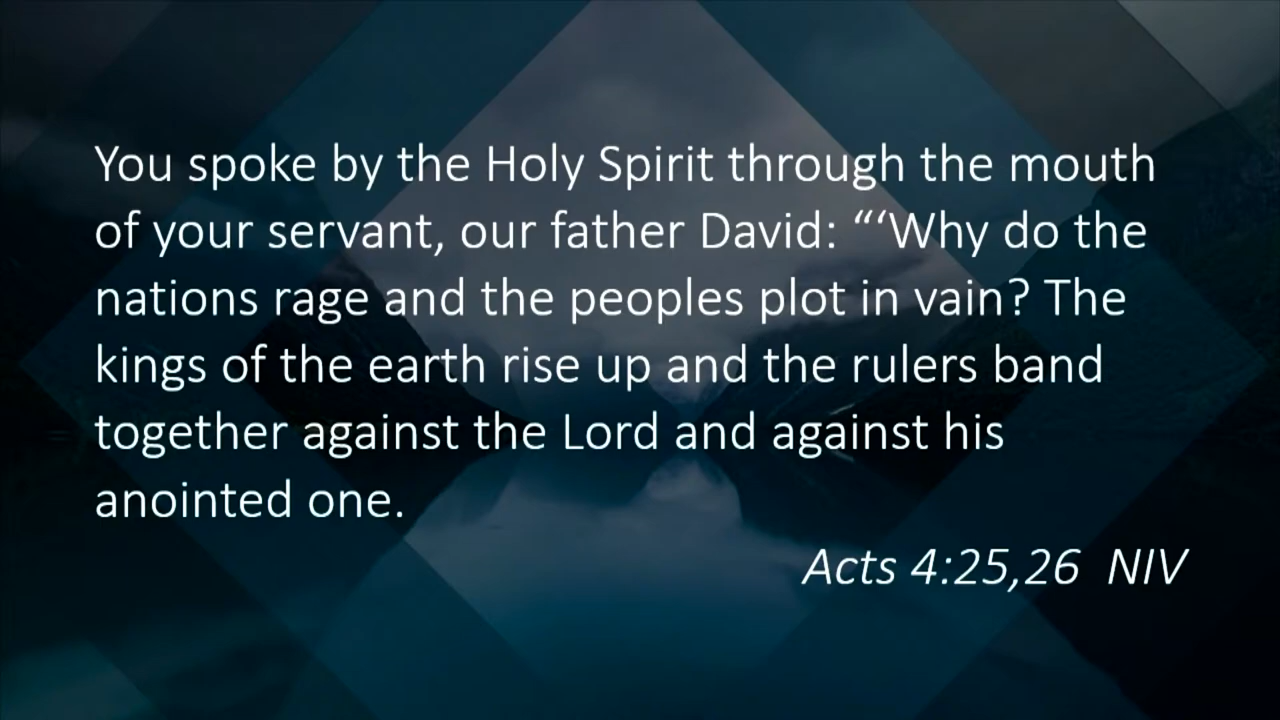 You spoke by the Holy Spirit through the mouth
of your servant, our father David: “‘Why do the
nations rage and the peoples plot in vain? The
kings of the earth rise up and the rulers band
together against the Lord and against his
anointed one.
Acts 4:25,26 NIV